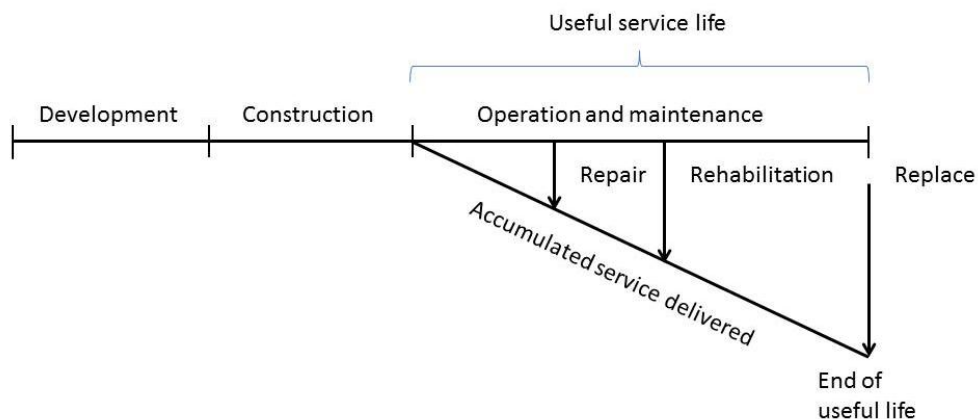 Useful service life
Development
Construction
Operation and maintenance
Repair
Rehabilitation
Replace
Accumulated service delivered
End of
useful life